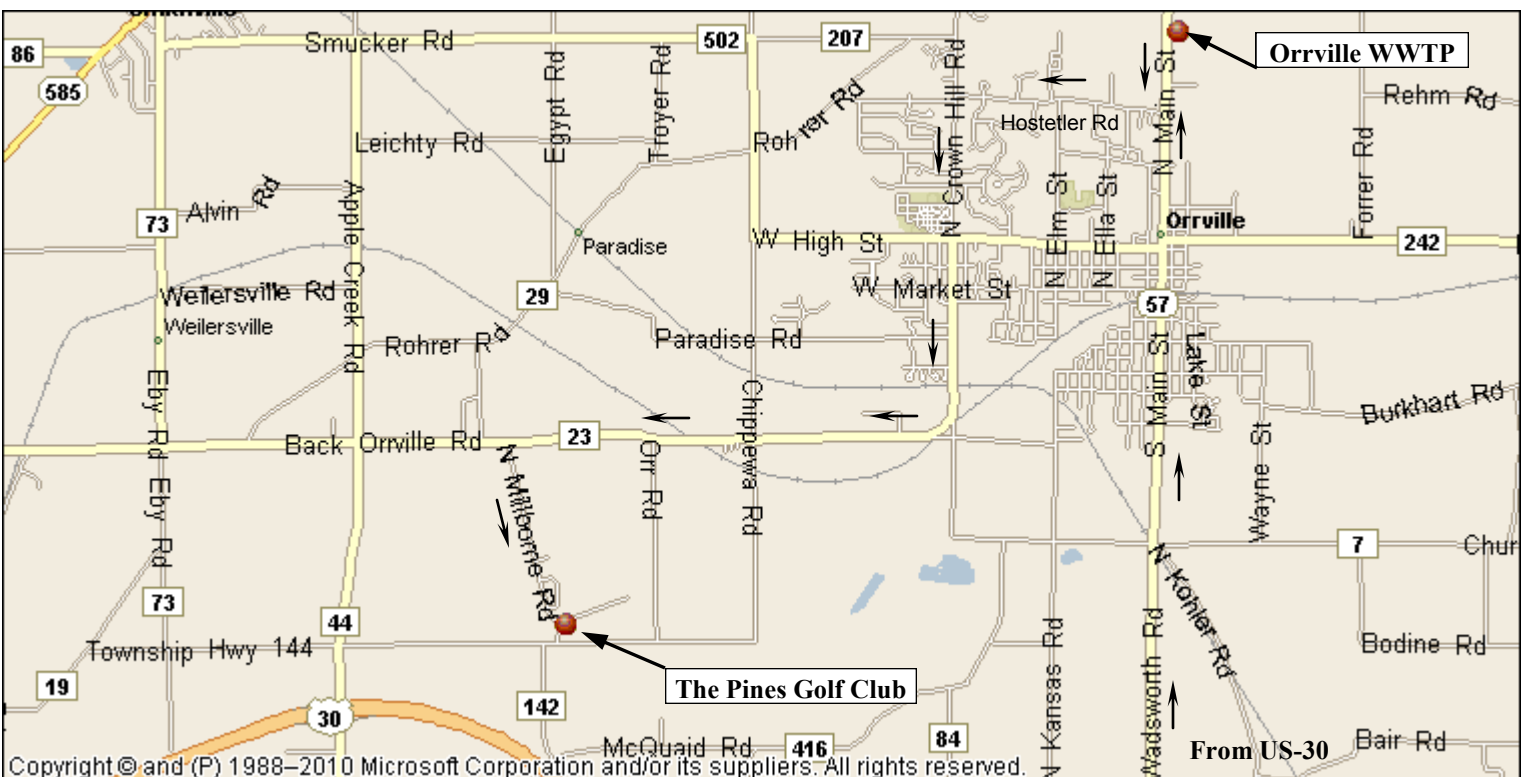 Smithville
86
Smucker Rd
502
207
Orrville WWTP
585
Egypt Rd
Troyer Rd
N Crown Hill Rd
N Main St
Rehm Rd
Rohrer Rd
Hostetler Rd
Leichty Rd
Forrer Rd
Alvin Rd
73
Apple Creek Rd
N Elm St
N Ella St
Orrville
Paradise
W High St
242
Weilersville Rd
29
W Market St
57
Weilersville
Rohrer Rd
Paradise Rd
S Main St
Lake St
Eby Rd
Chippewa Rd
Burkhart Rd
Back Orrville Rd
23
Orr Rd
N Millborne Rd
Wayne St
Eby Rd
7
Chur
N Kohler Rd
73
44
Township Hwy 144
Bodine Rd
N Kansas Rd
Wadsworth Rd
19
The Pines Golf Club
30
142
McQuaid Rd
416
84
From US-30
Bair Rd
Copyright © and (P) 1988–2010 Microsoft Corporation and/or its suppliers. All rights reserved.